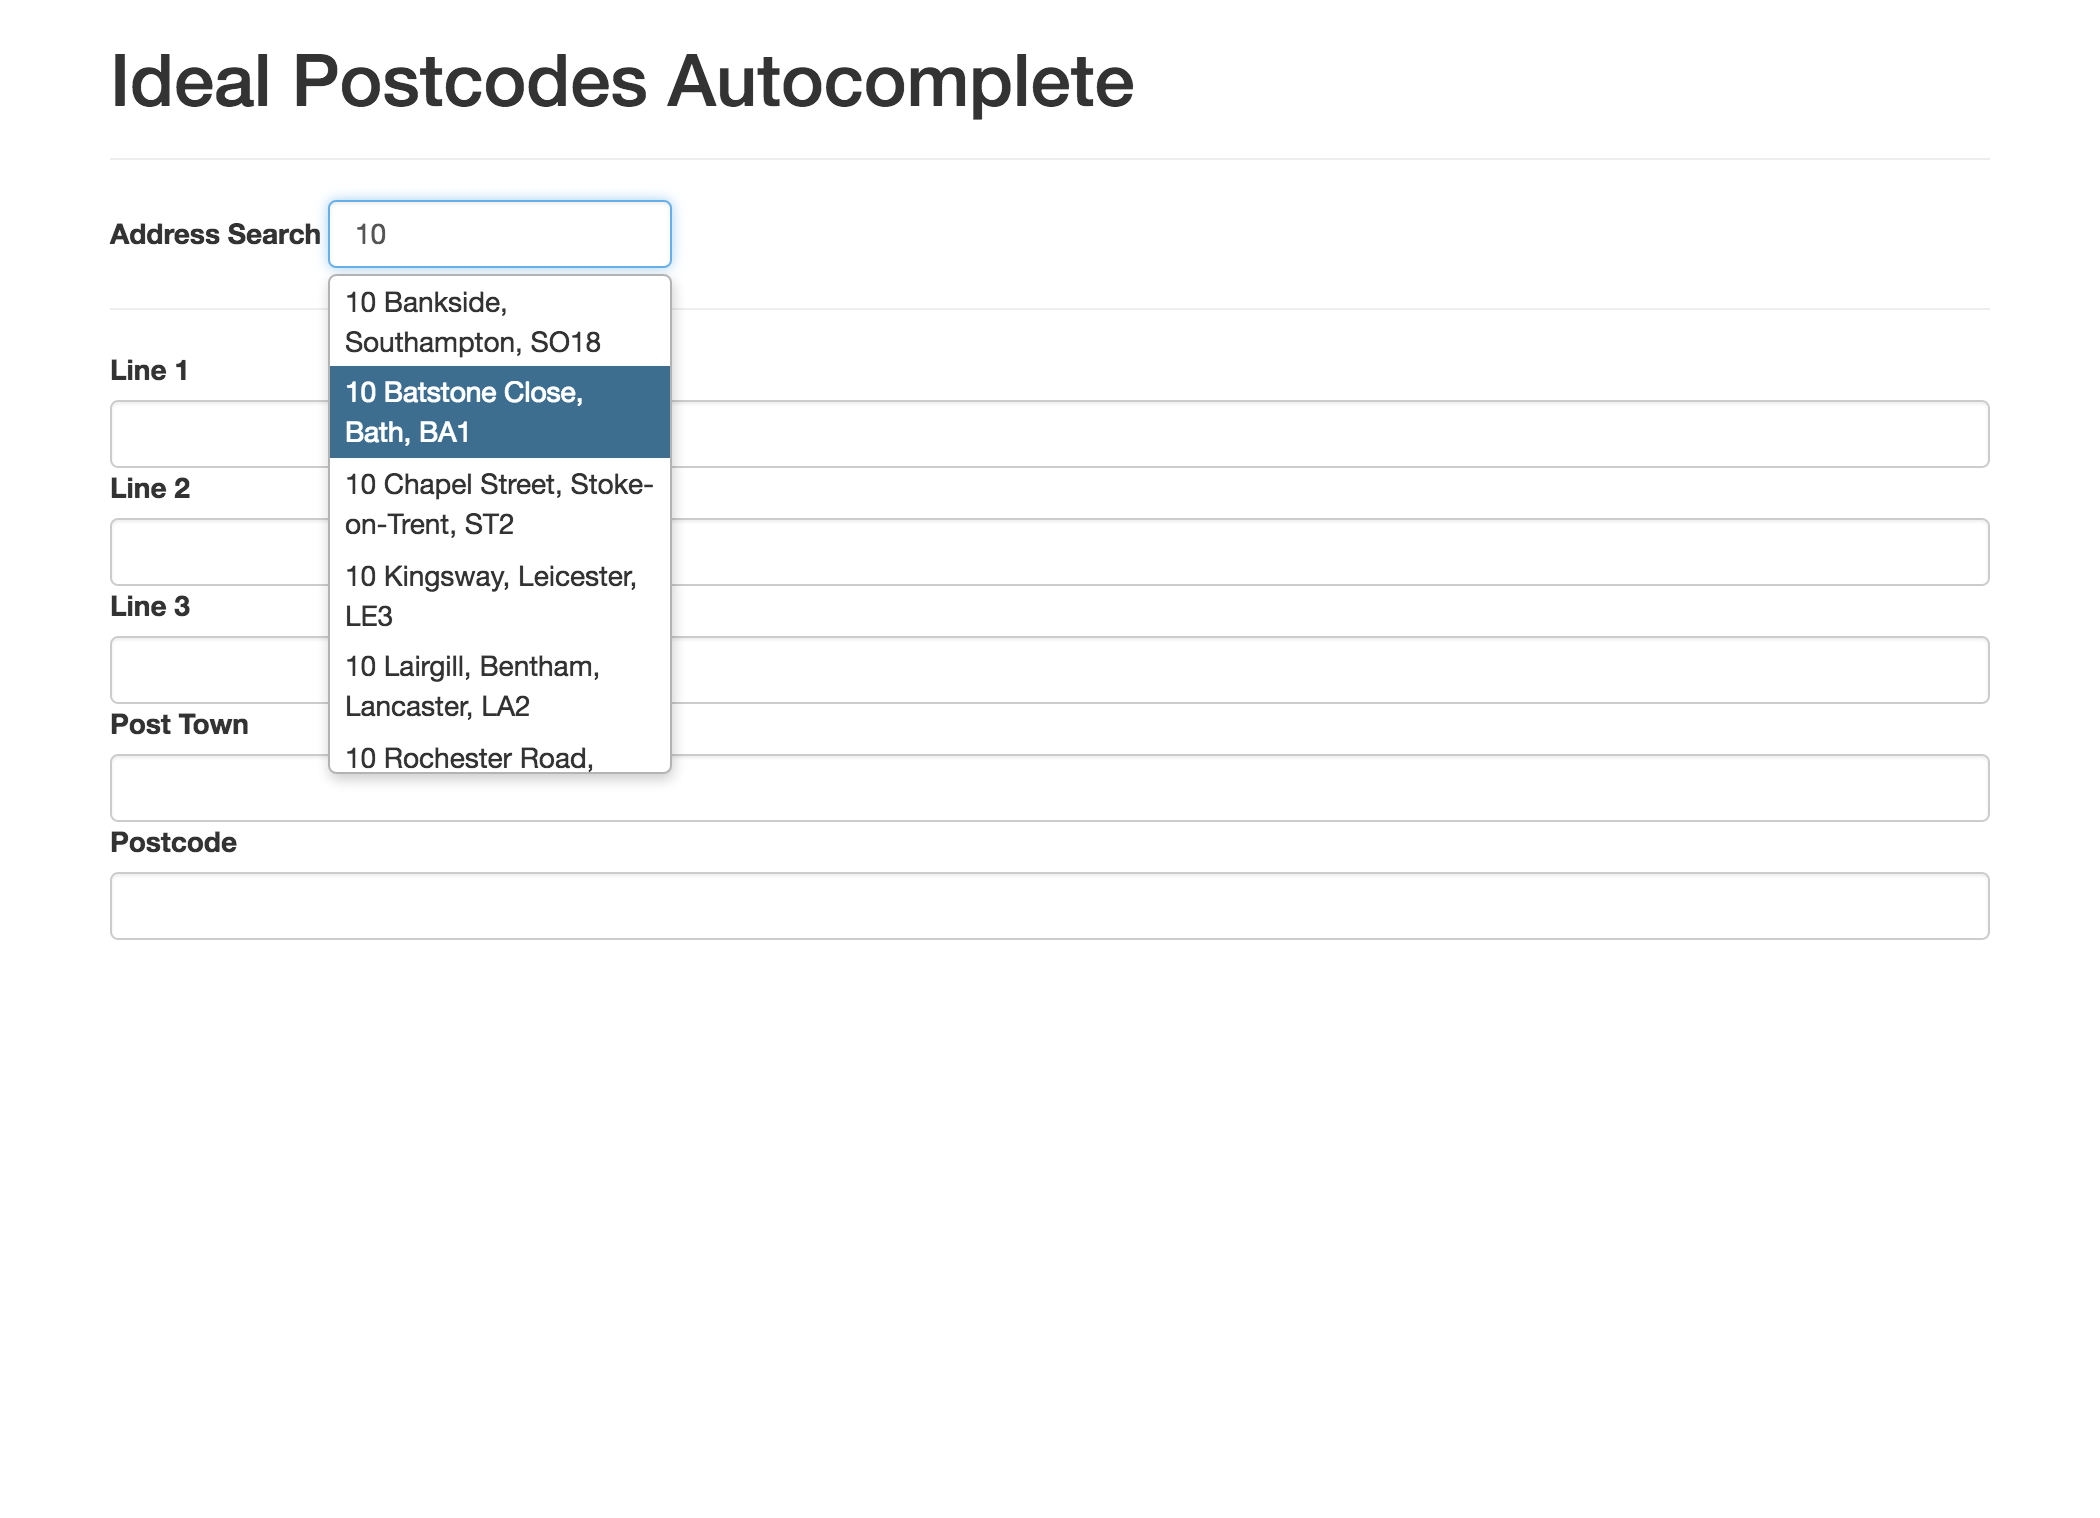 Ideal Postcodes Autocomplete
Address Search
10
10 Bankside,
Southampton, SO18
10 Batstone Close,
Bath, BA1
10 Chapel Street, Stoke-
on-Trent, ST2
10 Kingsway, Leicester,
LE3
10 Lairgill, Bentham,
Lancaster, LA2
10 Rochester Road,
Line 1
Line 2
Line 3
Post Town
Postcode